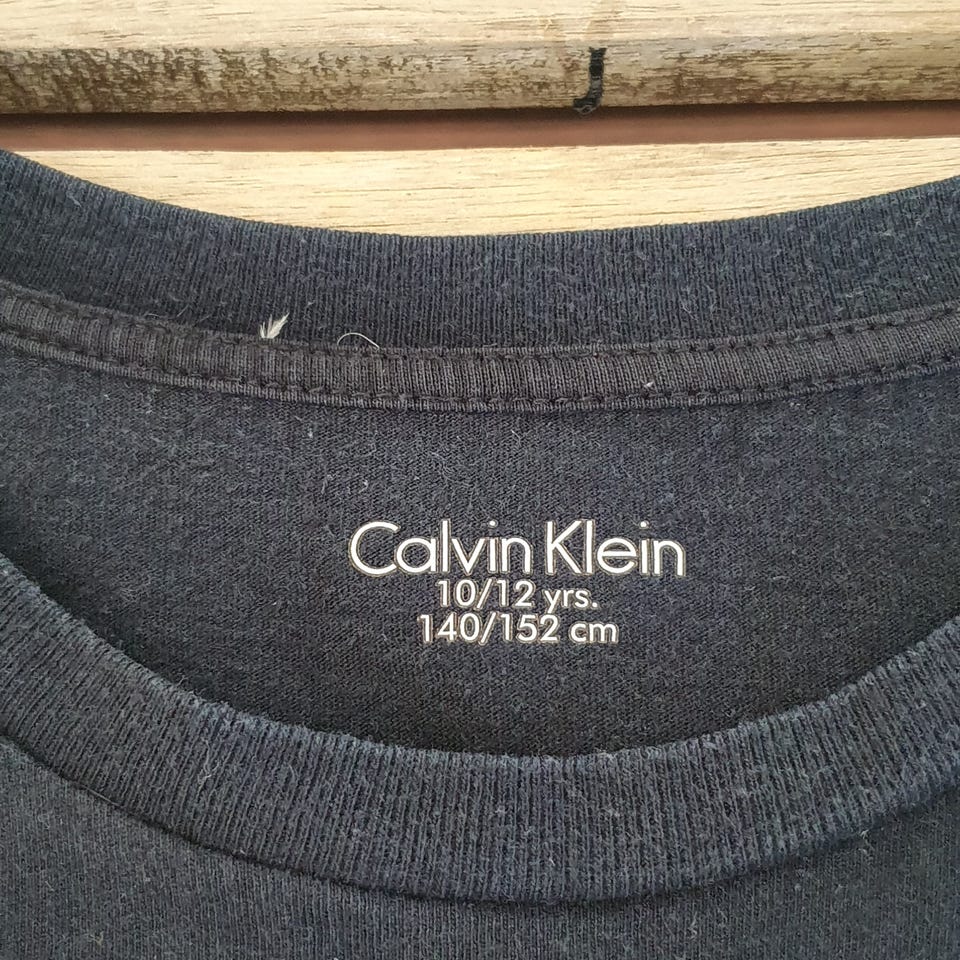 Calvin Klein
10/12 yrs.
140/152 cm